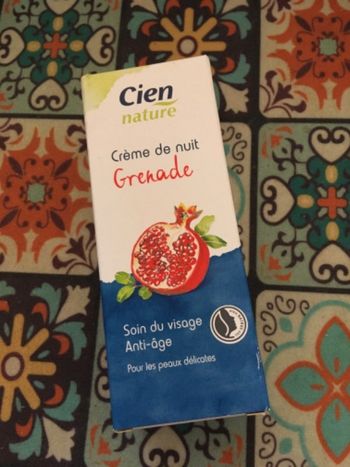 Cien
nature
Crème de nuit
Grenade
Soin du visage
Anti-âge
Pour les peaux délicates